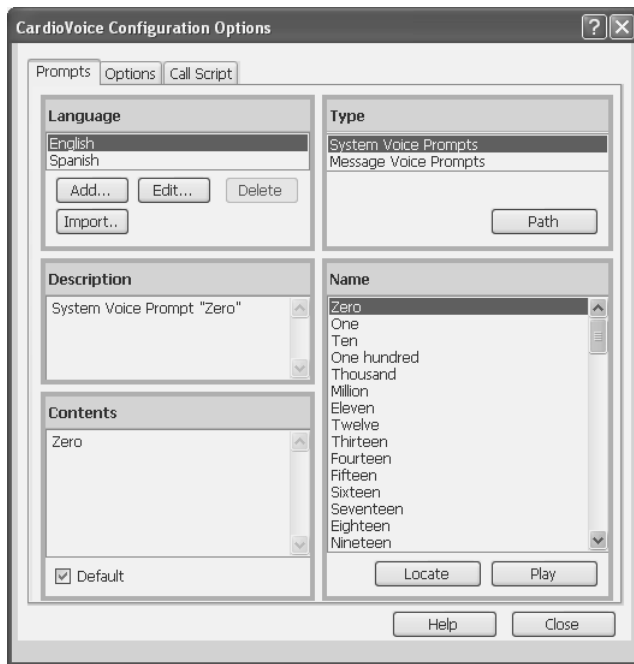 CardioVoice Configuration Options
?
X
Prompts
Options
Call Script
Language
English
Spanish
Add...
Edit...
Delete
Import..
Type
System Voice Prompts
Message Voice Prompts
Path
Description
System Voice Prompt "Zero"
Contents
Zero
Default
Name
Zero
One
Ten
One hundred
Thousand
Million
Eleven
Twelve
Thirteen
Fourteen
Fifteen
Sixteen
Seventeen
Eighteen
Nineteen
Locate
Play
Help
Close